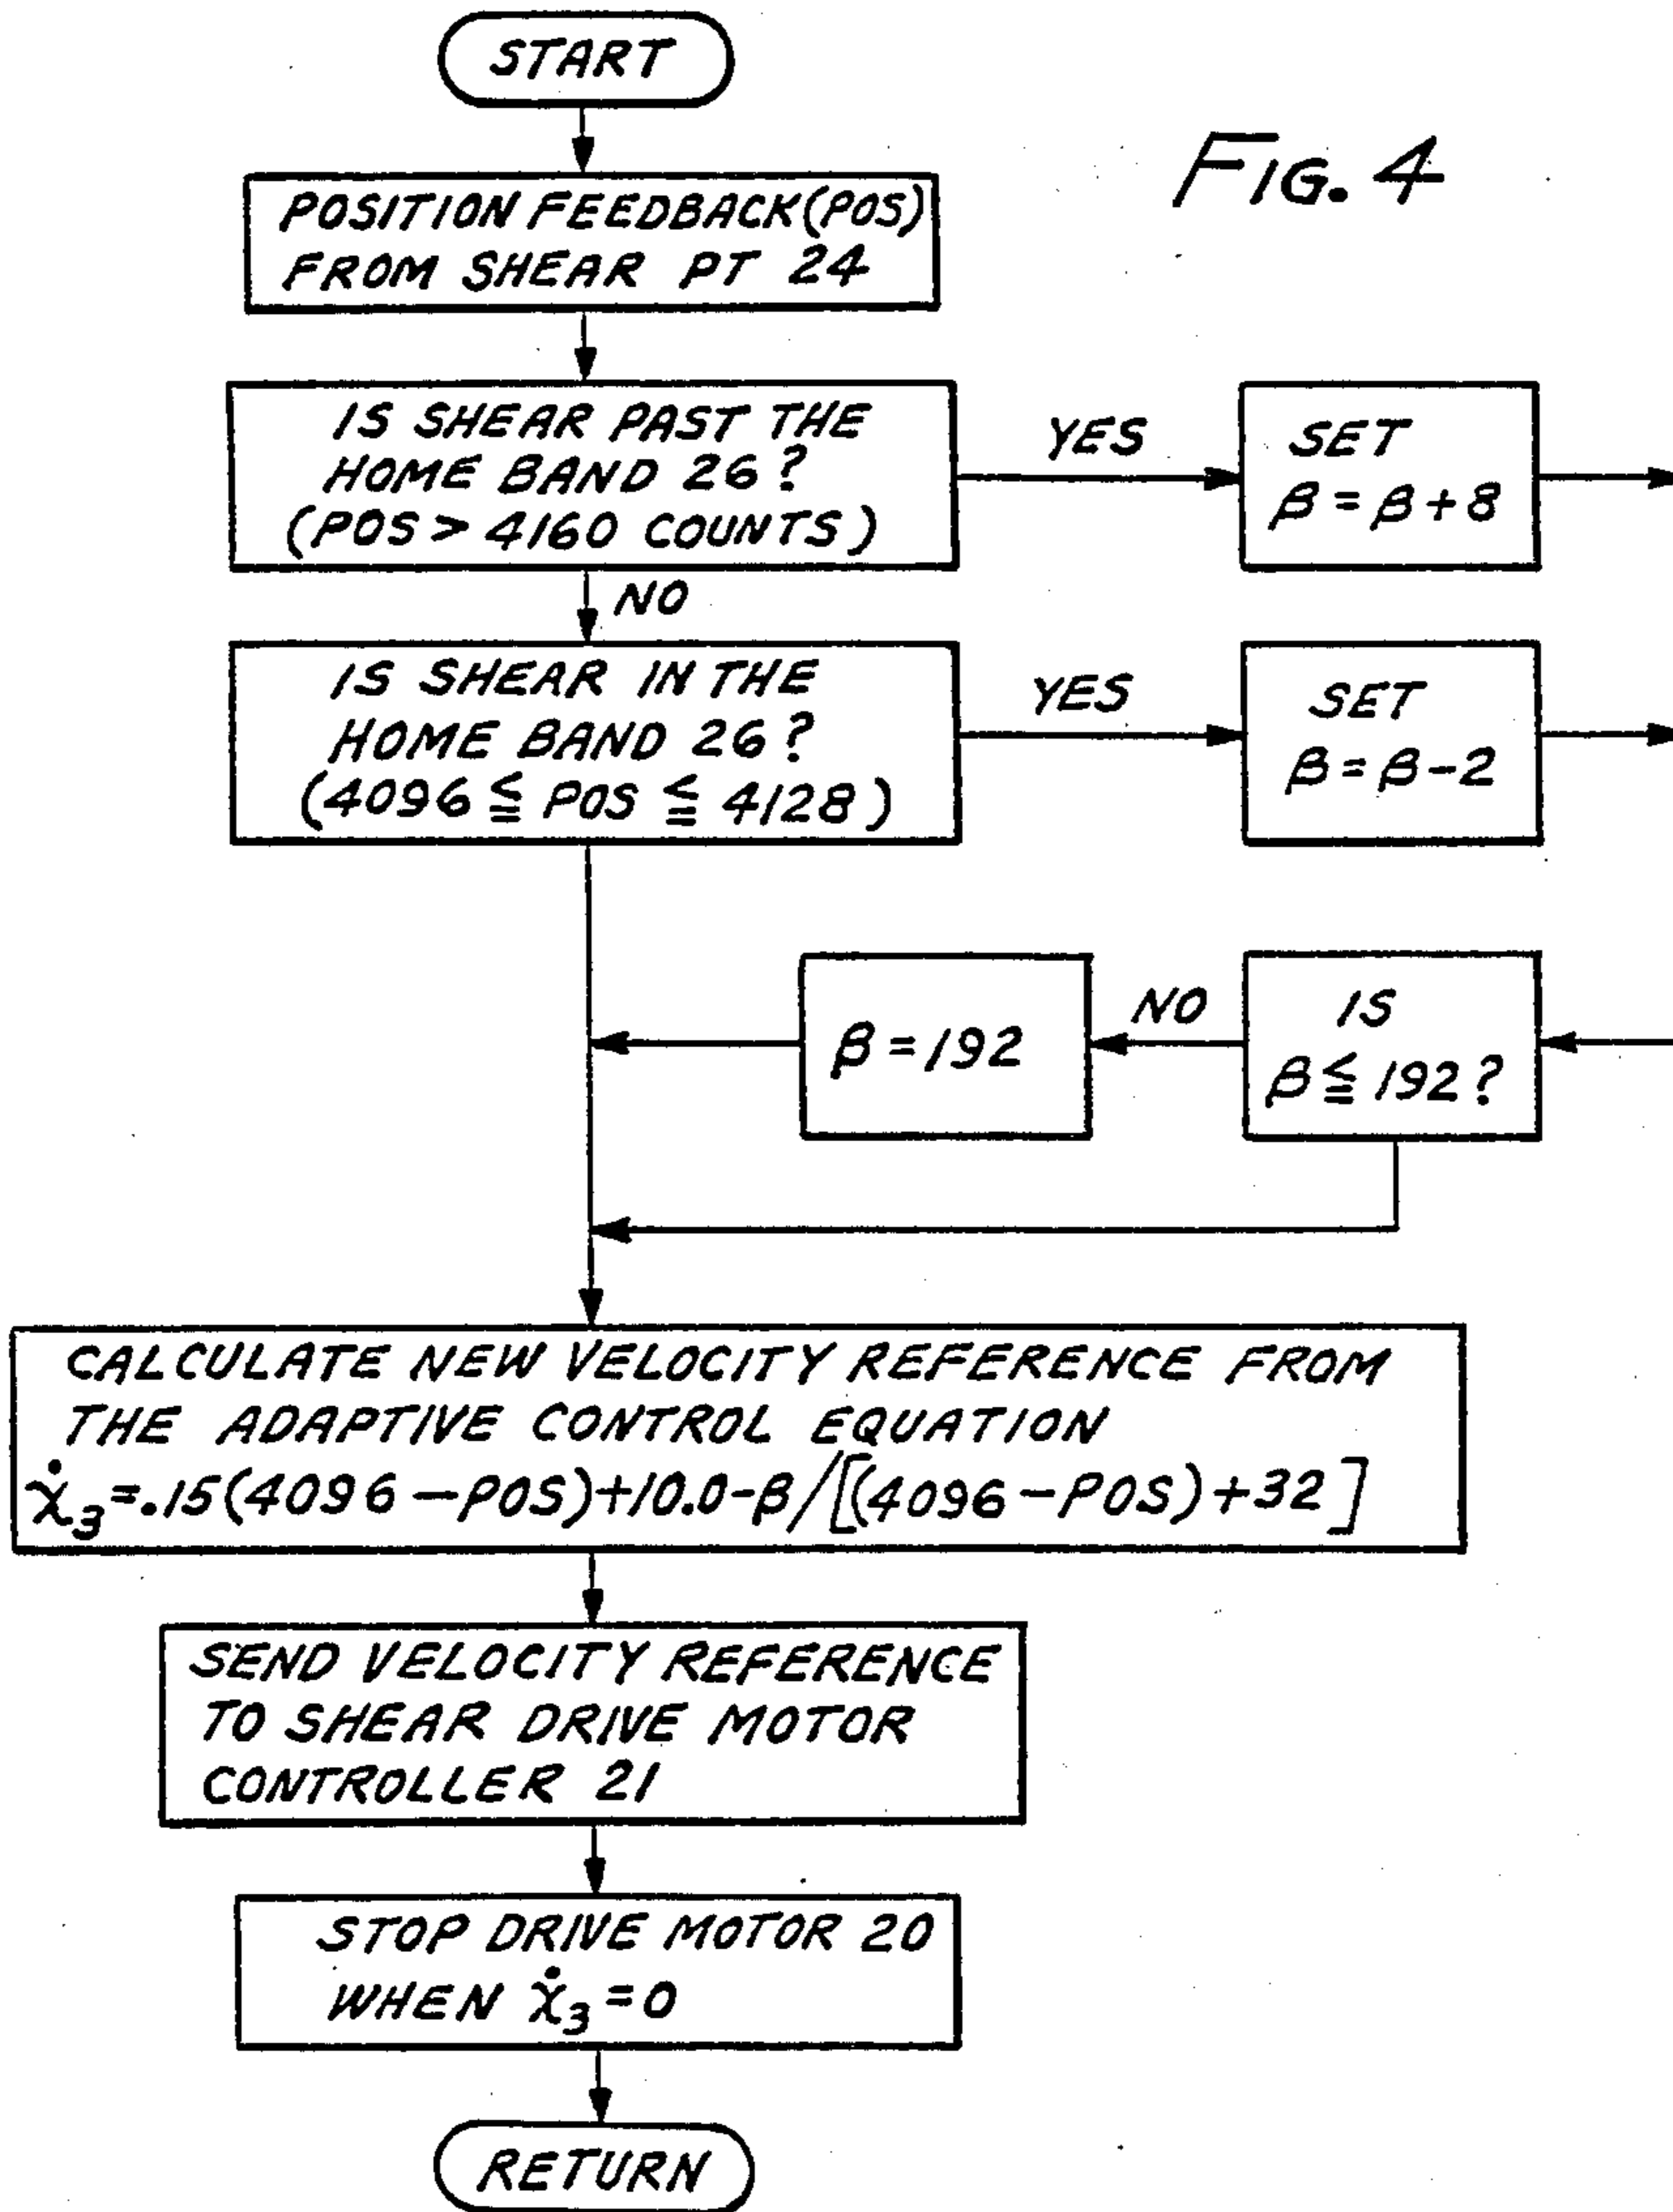 START
FIG. 4
POSITION FEEDBACK (POS)
FROM SHEAR PT 24
IS SHEAR PAST THE
HOME BAND 26?
(POS > 4160 COUNTS)
YES
SET
β = β + 8
NO
IS SHEAR IN THE
HOME BAND 26?
(4096 ≦ POS ≦ 4128)
YES
SET
β = β - 2
IS
β ≦ 192?
NO
β = 192
CALCULATE NEW VELOCITY REFERENCE FROM
THE ADAPTIVE CONTROL EQUATION
ẋ₃ = .15(4096 - POS) + 10.0 - β/[(4096 - POS) + 32]
SEND VELOCITY REFERENCE
TO SHEAR DRIVE MOTOR
CONTROLLER 21
STOP DRIVE MOTOR 20
WHEN ẋ₃ = 0
RETURN